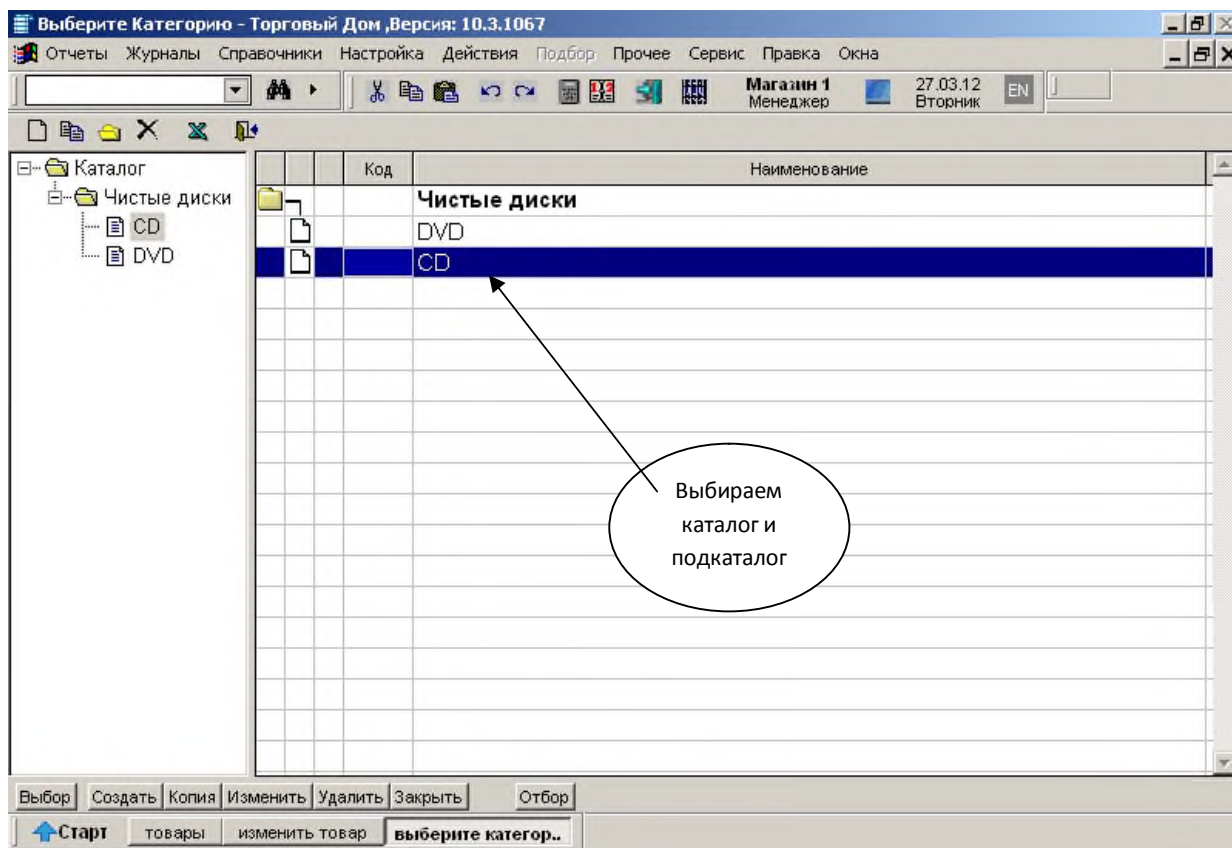 Выберите Категорию - Торговый Дом ,Версия: 10.3.1067
Отчеты Журналы Справочники Настройка Действия Подбор Прочее Сервис Правка Окна
Магазин 1 27.03.12 EN
Менеджер Вторник
Каталог
Чистые диски
CD
DVD
Код Наименование
Чистые диски
DVD
CD
Выбираем
каталог и
подкаталог
Выбор Создать Копия Изменить Удалить Закрыть Отбор
Старт товары изменить товар выберите категор..